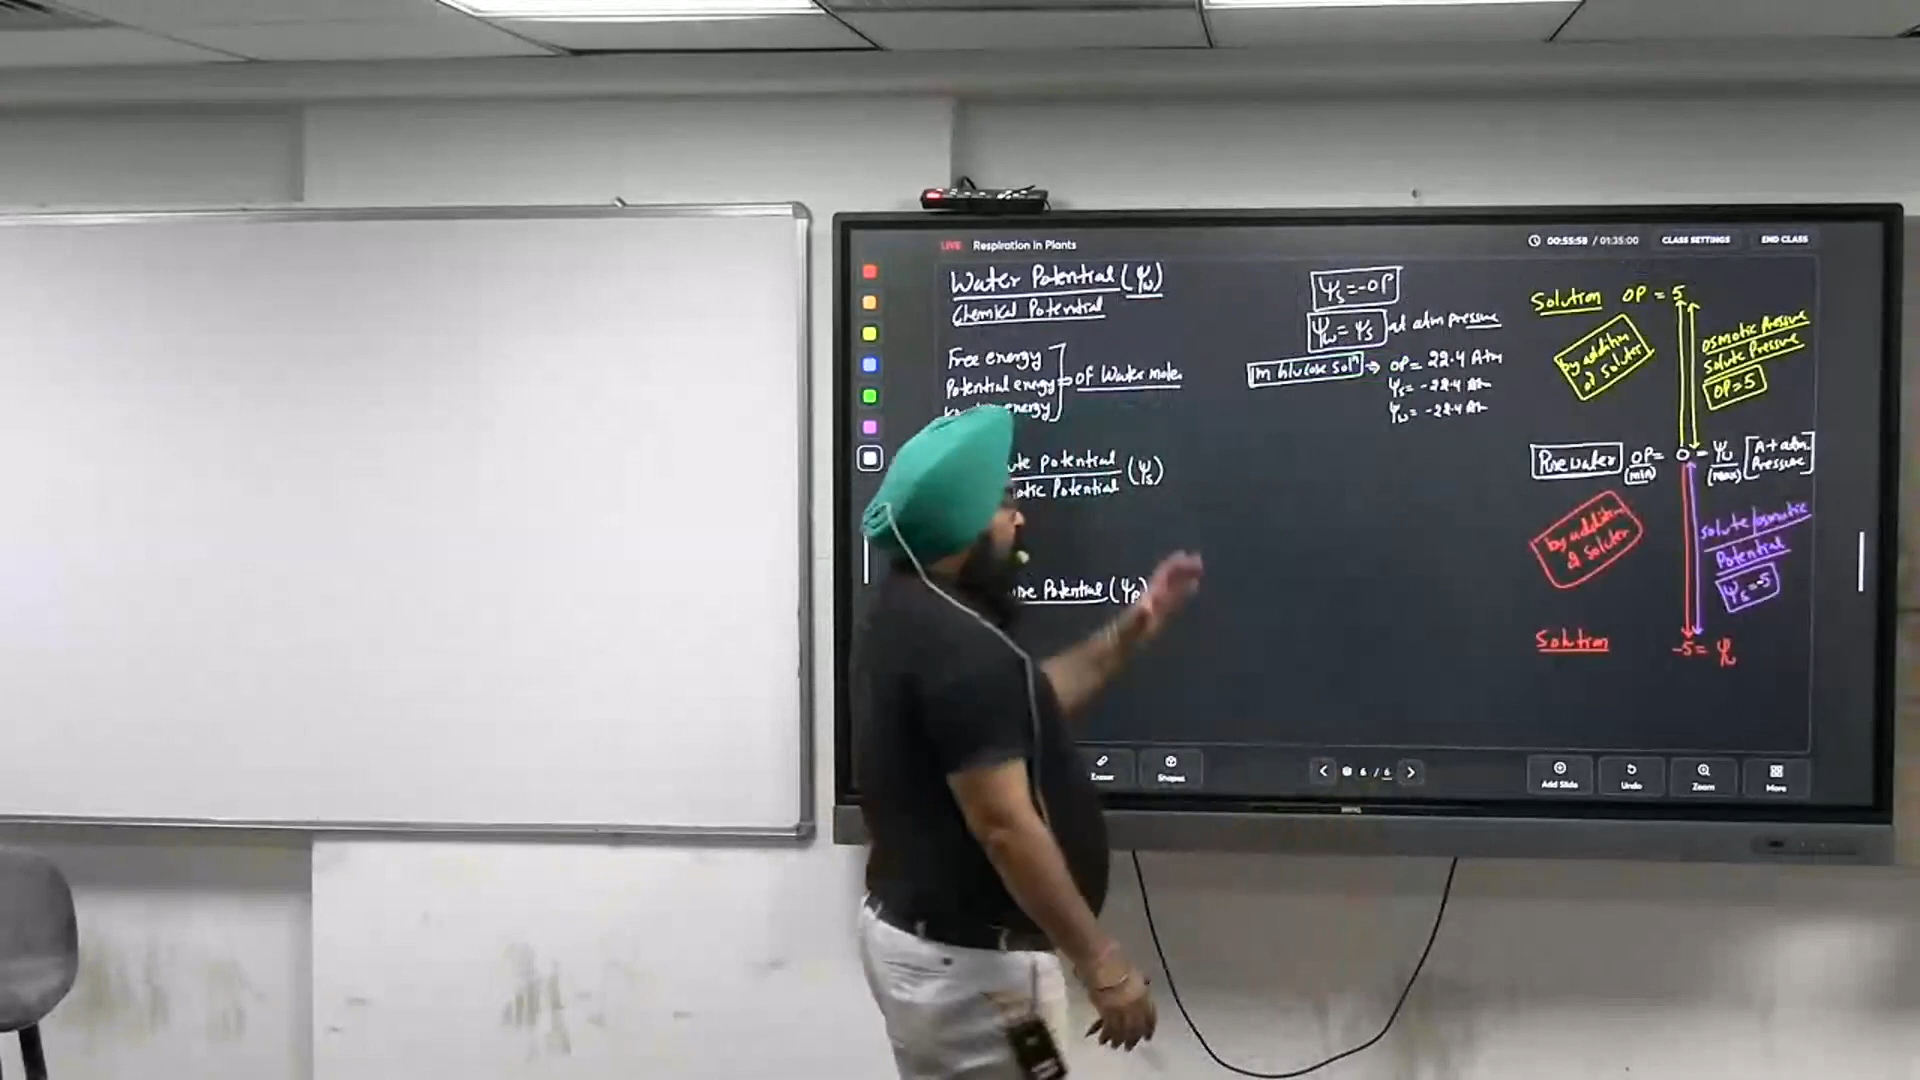 LIVE Respiration in Plants
00:55:58 / 01:35:00 CLASS SETTINGS END CLASS
Water Potential (Ψw)
Chemical Potential
Free energy
Potential energy
energy
of Water mole.
Potential (Ψs)
Potential
Potential (Ψp)
Ψs = -OP
Ψw = Ψs at atm pressure
1m Glucose Solⁿ → OP = 22.4 Atm
Ψs = -22.4 Atm
Ψw = -22.4 Atm
Solution OP = 5
by addition
of solute
Osmotic Pressure
Solute Pressure
OP = 5
Pure water OP = 0 = Ψw [At atm. Pressure]
(min) (max)
by addition
of solute
Solute/osmotic
Potential
Ψs = -5
Solution -5 = Ψw
Eraser
Shapes
6 / 6
Add Slide
Undo
Zoom
More
BENQ